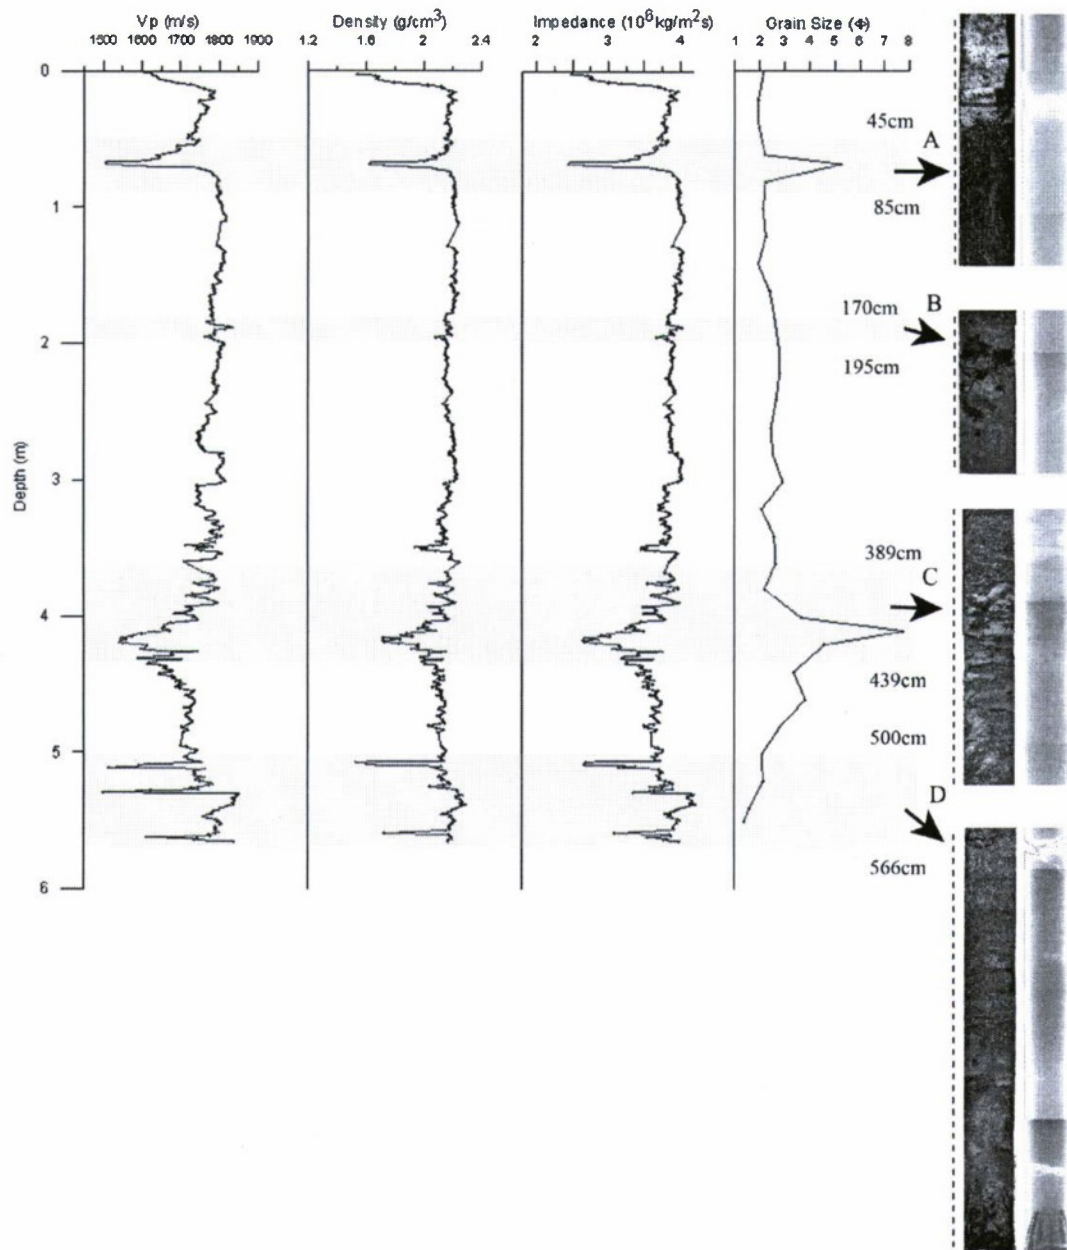 Vp (m/s) Density (g/cm³) Impedance (10⁶kg/m²s) Grain Size (Φ)
1500 1600 1700 1800 1900 1.2 1.6 2 2.4 2 3 4 1 2 3 4 5 6 7 8
0
45cm
A
85cm
1
170cm B
2
195cm
Depth (m)
3
389cm
C
4
439cm
500cm
5
D
566cm
6